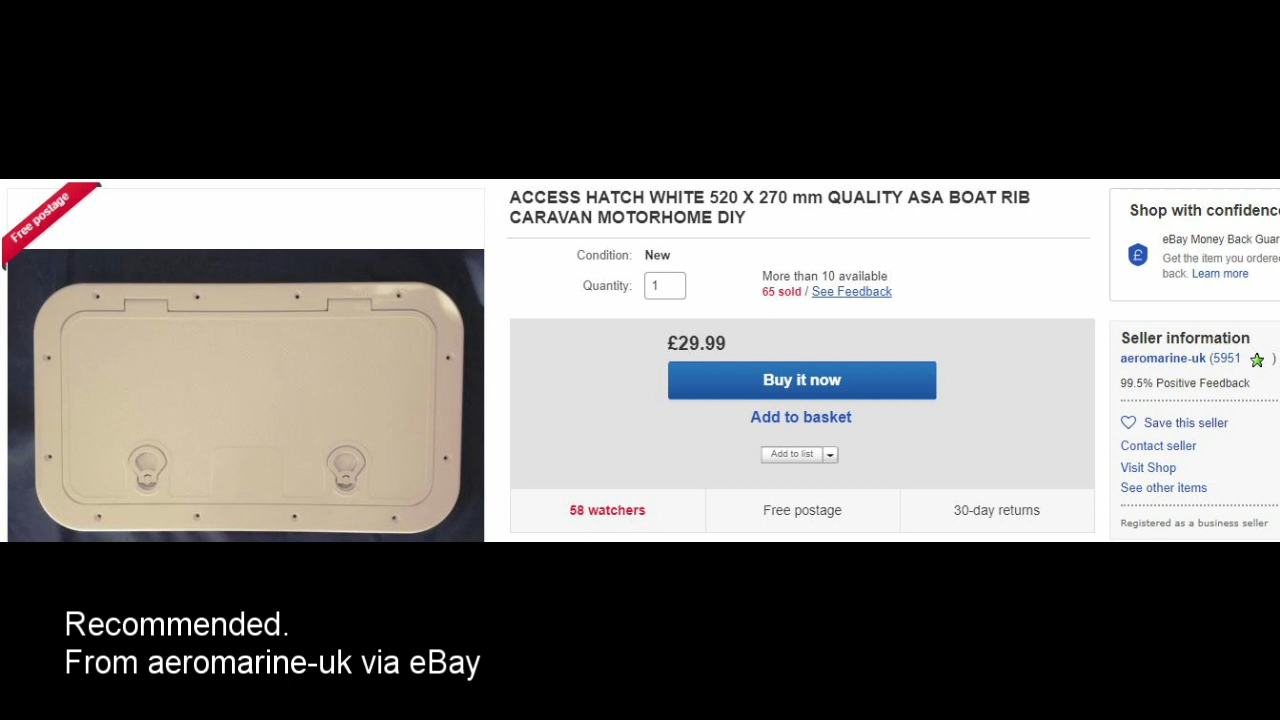 Free postage
ACCESS HATCH WHITE 520 X 270 mm QUALITY ASA BOAT RIB
CARAVAN MOTORHOME DIY
Condition: New
Quantity: 1
More than 10 available
65 sold / See Feedback
£29.99
Buy it now
Add to basket
Add to list
58 watchers
Free postage
30-day returns
Shop with confidenc
eBay Money Back Guar
Get the item you ordere
back. Learn more
Seller information
aeromarine-uk (5951 )
99.5% Positive Feedback
Save this seller
Contact seller
Visit Shop
See other items
Registered as a business seller
Recommended.
From aeromarine-uk via eBay